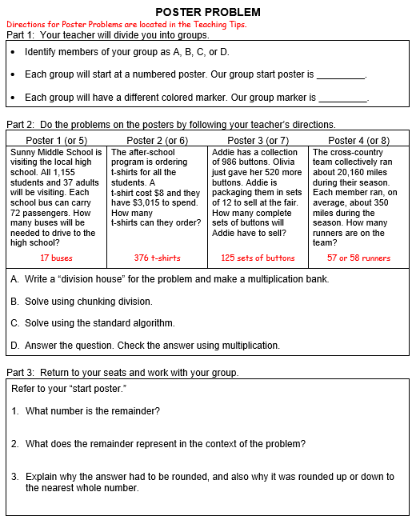 POSTER PROBLEM
Directions for Poster Problems are located in the Teaching Tips.
Part 1: Your teacher will divide you into groups.
• Identify members of your group as A, B, C, or D.
• Each group will start at a numbered poster. Our group start poster is _________.
• Each group will have a different colored marker. Our group marker is _________.
Part 2: Do the problems on the posters by following your teacher's directions.
Poster 1 (or 5)
Sunny Middle School is
visiting the local high
school. All 1,155
students and 37 adults
will be visiting. Each
school bus can carry
72 passengers. How
many buses will be
needed to drive to the
high school?
17 buses
Poster 2 (or 6)
The after-school
program is ordering
t-shirts for all the
students. A
t-shirt cost $8 and they
have $3,015 to spend.
How many
t-shirts can they order?
376 t-shirts
Poster 3 (or 7)
Addie has a collection
of 986 buttons. Olivia
just gave her 520 more
buttons. Addie is
packaging them in sets
of 12 to sell at the fair.
How many complete
sets of buttons will
Addie have to sell?
125 sets of buttons
Poster 4 (or 8)
The cross-country
team collectively ran
about 20,160 miles
during their season.
Each member ran, on
average, about 350
miles during the
season. How many
runners are on the
team?
57 or 58 runners
A. Write a "division house" for the problem and make a multiplication bank.
B. Solve using chunking division.
C. Solve using the standard algorithm.
D. Answer the question. Check the answer using multiplication.
Part 3: Return to your seats and work with your group.
Refer to your "start poster."
1. What number is the remainder?
2. What does the remainder represent in the context of the problem?
3. Explain why the answer had to be rounded, and also why it was rounded up or down to
the nearest whole number.